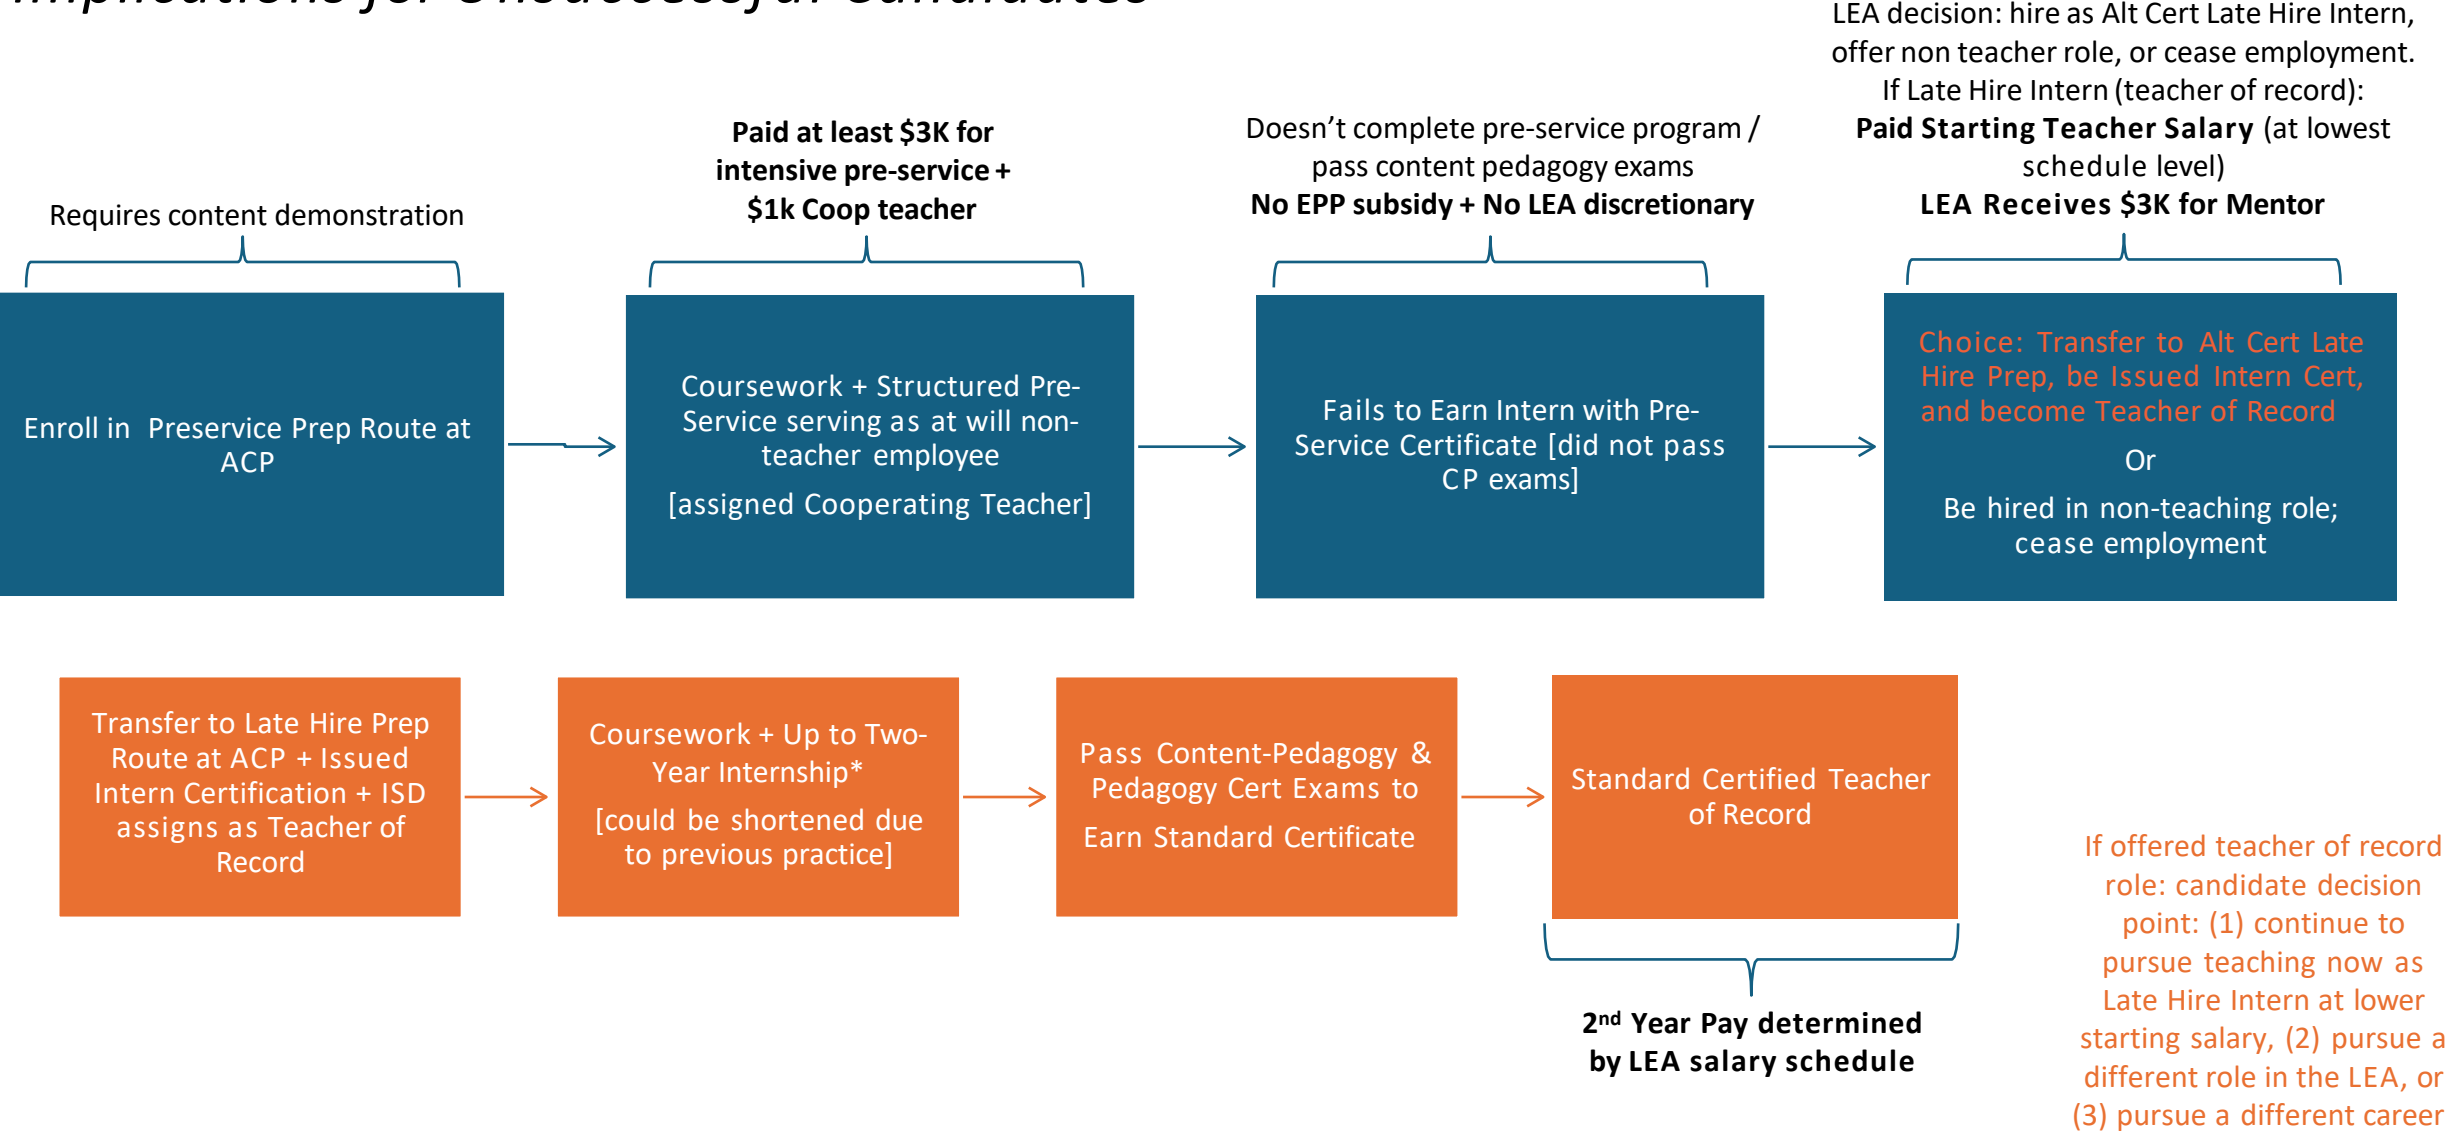 Implications for Unsuccessful Candidates
LEA decision: hire as Alt Cert Late Hire Intern,
offer non teacher role, or cease employment.
If Late Hire Intern (teacher of record):
Paid Starting Teacher Salary (at lowest
schedule level)
LEA Receives $3K for Mentor
Requires content demonstration
Paid at least $3K for
intensive pre-service +
$1k Coop teacher
Doesn’t complete pre-service program /
pass content pedagogy exams
No EPP subsidy + No LEA discretionary
Enroll in Preservice Prep Route at
ACP
Coursework + Structured Pre-
Service serving as at will non-
teacher employee
[assigned Cooperating Teacher]
Fails to Earn Intern with Pre-
Service Certificate [did not pass
CP exams]
Choice: Transfer to Alt Cert Late
Hire Prep, be Issued Intern Cert,
and become Teacher of Record
Or
Be hired in non-teaching role;
cease employment
Transfer to Late Hire Prep
Route at ACP + Issued
Intern Certification + ISD
assigns as Teacher of
Record
Coursework + Up to Two-
Year Internship*
[could be shortened due
to previous practice]
Pass Content-Pedagogy &
Pedagogy Cert Exams to
Earn Standard Certificate
Standard Certified Teacher
of Record
2nd Year Pay determined
by LEA salary schedule
If offered teacher of record
role: candidate decision
point: (1) continue to
pursue teaching now as
Late Hire Intern at lower
starting salary, (2) pursue a
different role in the LEA, or
(3) pursue a different career